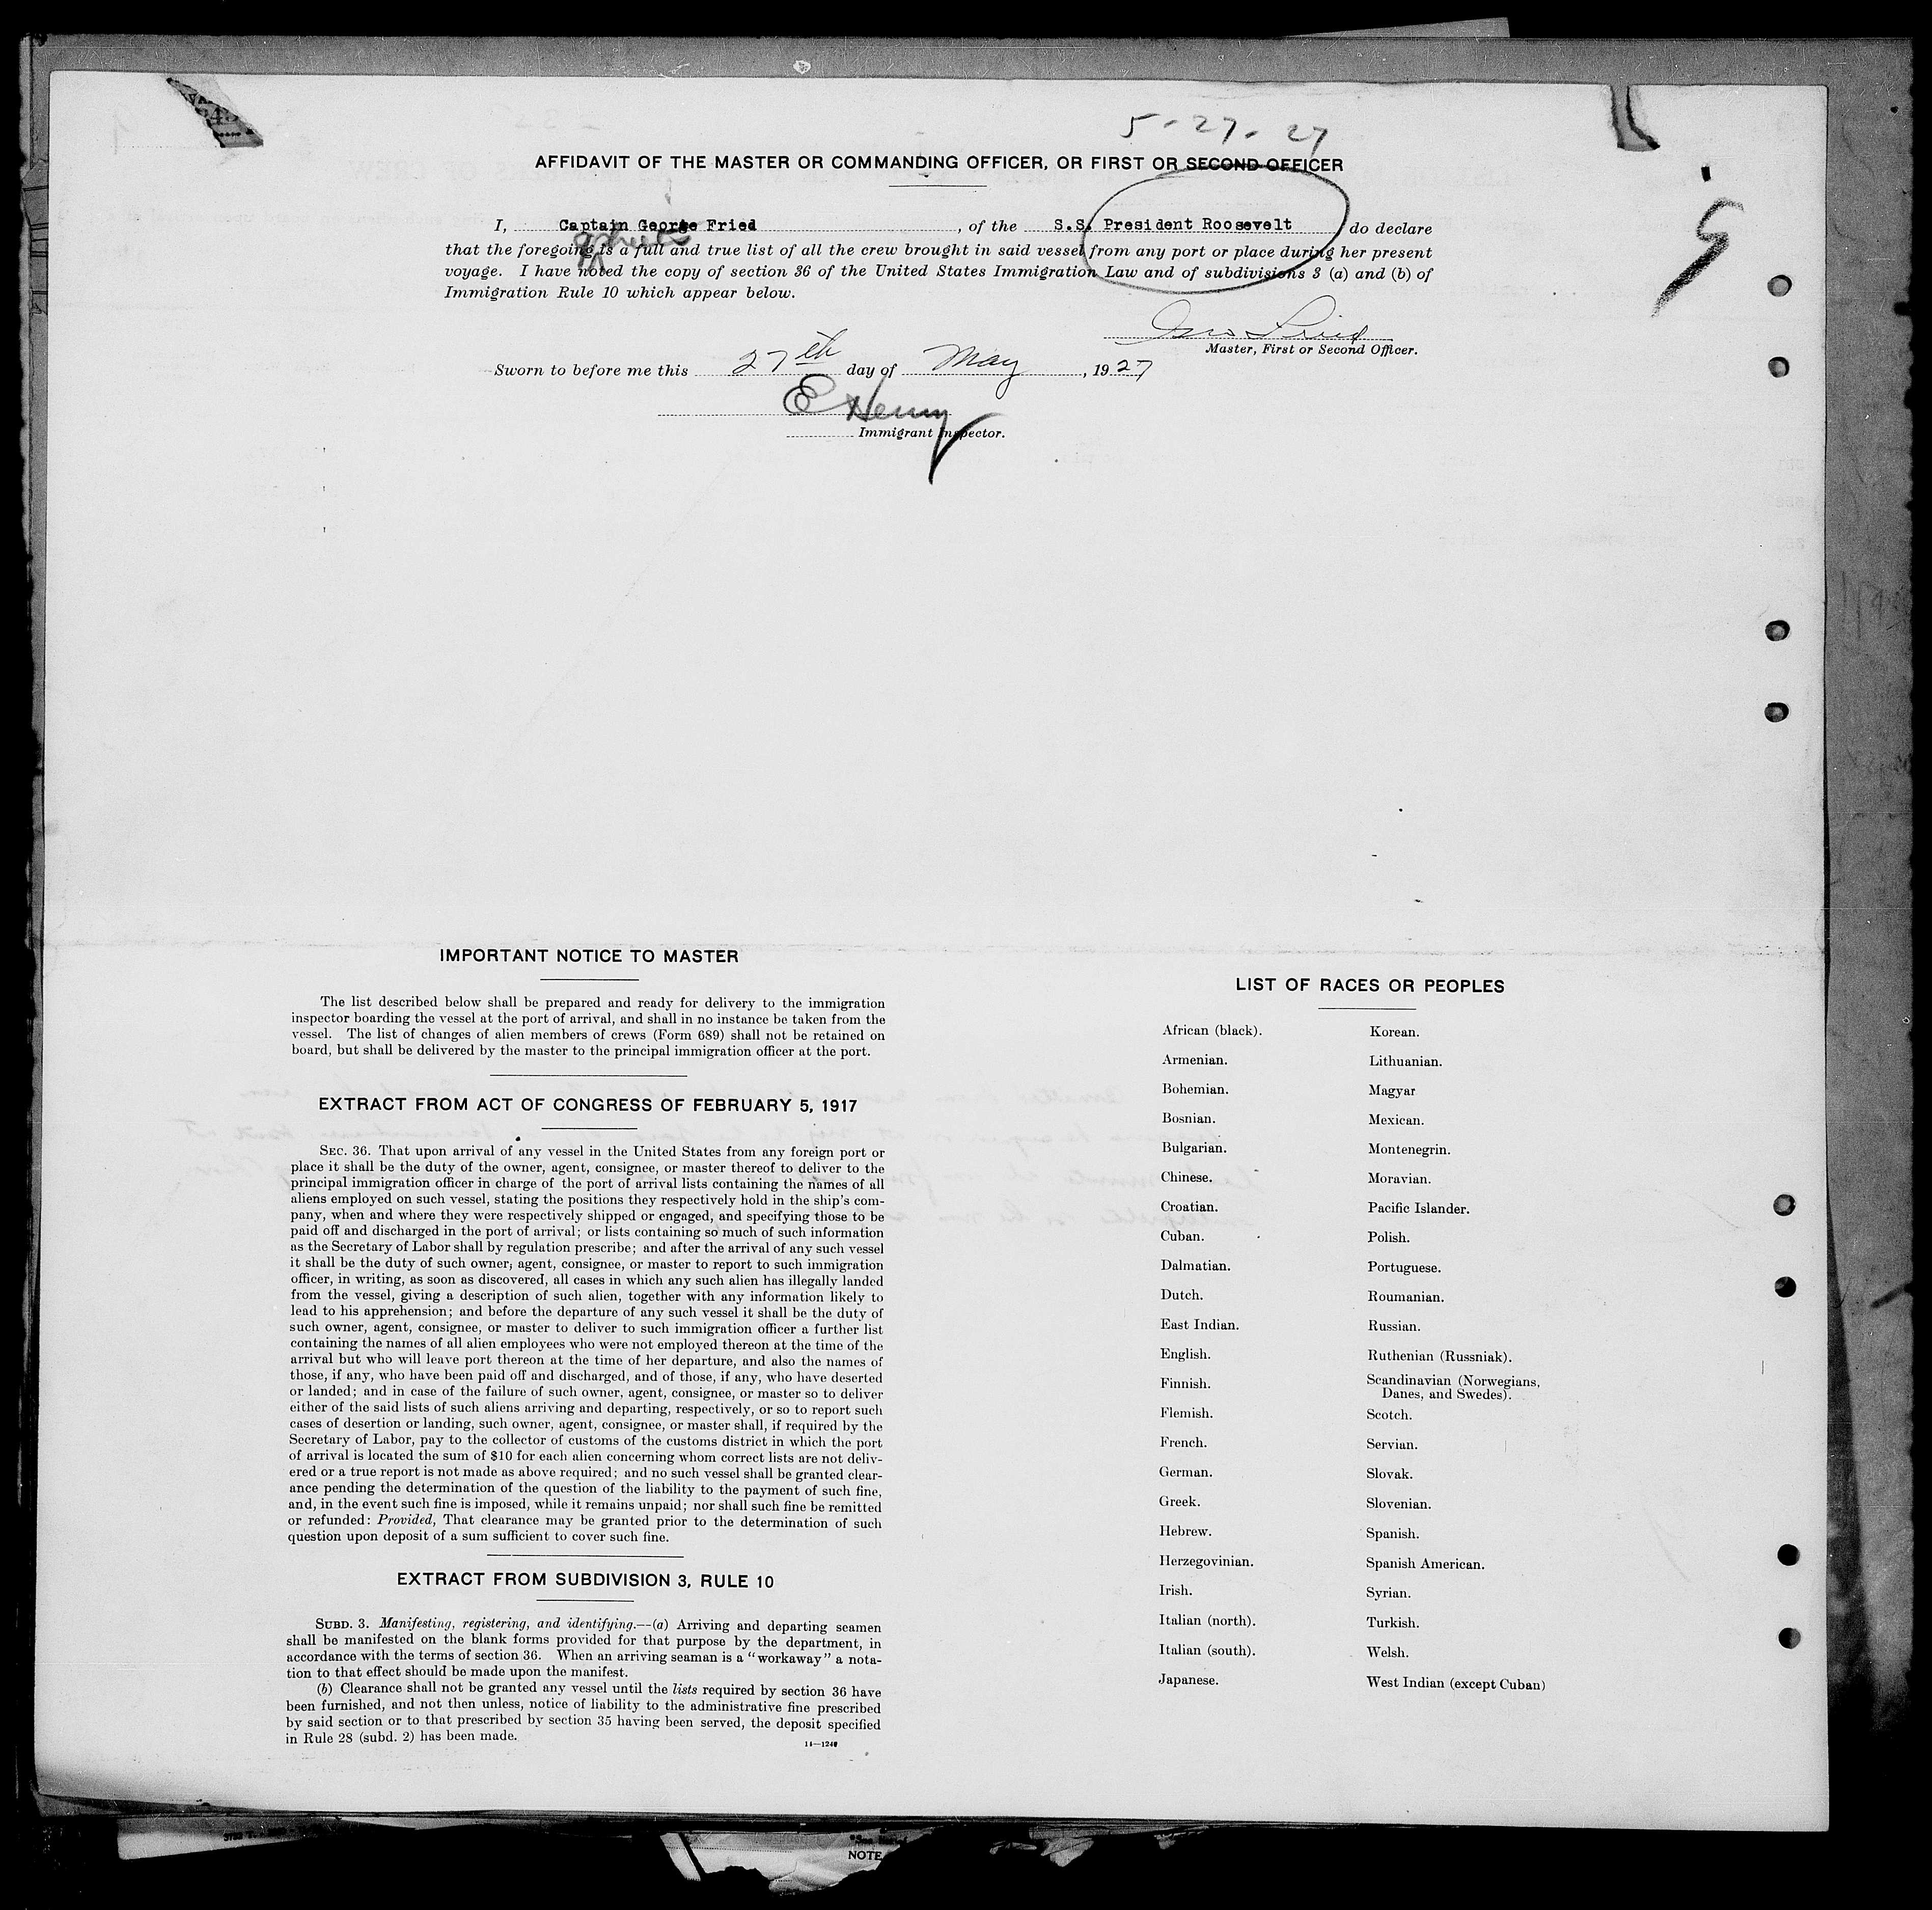 5-27-27
AFFIDAVIT OF THE MASTER OR COMMANDING OFFICER, OR FIRST OR SECOND OFFICER
I, Captain George Fried, of the S.S. President Roosevelt do declare
that the foregoing is a full and true list of all the crew brought in said vessel from any port or place during her present
voyage. I have noted the copy of section 36 of the United States Immigration Law and of subdivisions 3 (a) and (b) of
Immigration Rule 10 which appear below.
Geo Fried
Master, First or Second Officer.
Sworn to before me this 27th day of May, 1927
E Henry
Immigrant Inspector.
IMPORTANT NOTICE TO MASTER
The list described below shall be prepared and ready for delivery to the immigration
inspector boarding the vessel at the port of arrival, and shall in no instance be taken from the
vessel. The list of changes of alien members of crews (Form 689) shall not be retained on
board, but shall be delivered by the master to the principal immigration officer at the port.
EXTRACT FROM ACT OF CONGRESS OF FEBRUARY 5, 1917
SEC. 36. That upon arrival of any vessel in the United States from any foreign port or
place it shall be the duty of the owner, agent, consignee, or master thereof to deliver to the
principal immigration officer in charge of the port of arrival lists containing the names of all
aliens employed on such vessel, stating the positions they respectively hold in the ship's com-
pany, when and where they were respectively shipped or engaged, and specifying those to be
paid off and discharged in the port of arrival; or lists containing so much of such information
as the Secretary of Labor shall by regulation prescribe; and after the arrival of any such vessel
it shall be the duty of such owner, agent, consignee, or master to report to such immigration
officer, in writing, as soon as discovered, all cases in which any such alien has illegally landed
from the vessel, giving a description of such alien, together with any information likely to
lead to his apprehension; and before the departure of any such vessel it shall be the duty of
such owner, agent, consignee, or master to deliver to such immigration officer a further list
containing the names of all alien employees who were not employed thereon at the time of the
arrival but who will leave port thereon at the time of her departure, and also the names of
those, if any, who have been paid off and discharged, and of those, if any, who have deserted
or landed; and in case of the failure of such owner, agent, consignee, or master so to deliver
either of the said lists of such aliens arriving and departing, respectively, or so to report such
cases of desertion or landing, such owner, agent, consignee, or master shall, if required by the
Secretary of Labor, pay to the collector of customs of the customs district in which the port
of arrival is located the sum of $10 for each alien concerning whom correct lists are not deliv-
ered or a true report is not made as above required; and no such vessel shall be granted clear-
ance pending the determination of the question of the liability to the payment of such fine,
and, in the event such fine is imposed, while it remains unpaid; nor shall such fine be remitted
or refunded: Provided, That clearance may be granted prior to the determination of such
question upon deposit of a sum sufficient to cover such fine.
EXTRACT FROM SUBDIVISION 3, RULE 10
SUBD. 3. Manifesting, registering, and identifying.—(a) Arriving and departing seamen
shall be manifested on the blank forms provided for that purpose by the department, in
accordance with the terms of section 36. When an arriving seaman is a "workaway" a nota-
tion to that effect should be made upon the manifest.
(b) Clearance shall not be granted any vessel until the lists required by section 36 have
been furnished, and not then unless, notice of liability to the administrative fine prescribed
by said section or to that prescribed by section 35 having been served, the deposit specified
in Rule 28 (subd. 2) has been made.
14—1240
LIST OF RACES OR PEOPLES
African (black).
Armenian.
Bohemian.
Bosnian.
Bulgarian.
Chinese.
Croatian.
Cuban.
Dalmatian.
Dutch.
East Indian.
English.
Finnish.
Flemish.
French.
German.
Greek.
Hebrew.
Herzegovinian.
Irish.
Italian (north).
Italian (south).
Japanese.
Korean.
Lithuanian.
Magyar
Mexican.
Montenegrin.
Moravian.
Pacific Islander.
Polish.
Portuguese.
Roumanian.
Russian.
Ruthenian (Russniak).
Scandinavian (Norwegians,
Danes, and Swedes).
Scotch.
Servian.
Slovak.
Slovenian.
Spanish.
Spanish American.
Syrian.
Turkish.
Welsh.
West Indian (except Cuban)
NOTE